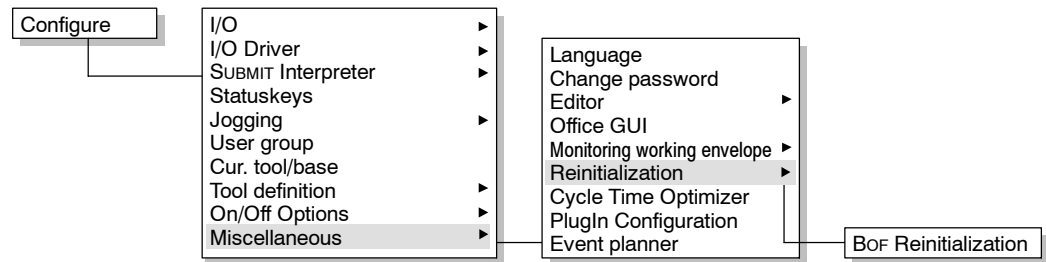 Configure
I/O
I/O Driver
SUBMIT Interpreter
Statuskeys
Jogging
User group
Cur. tool/base
Tool definition
On/Off Options
Miscellaneous
Language
Change password
Editor
Office GUI
Monitoring working envelope
Reinitialization
Cycle Time Optimizer
PlugIn Configuration
Event planner
BOF Reinitialization